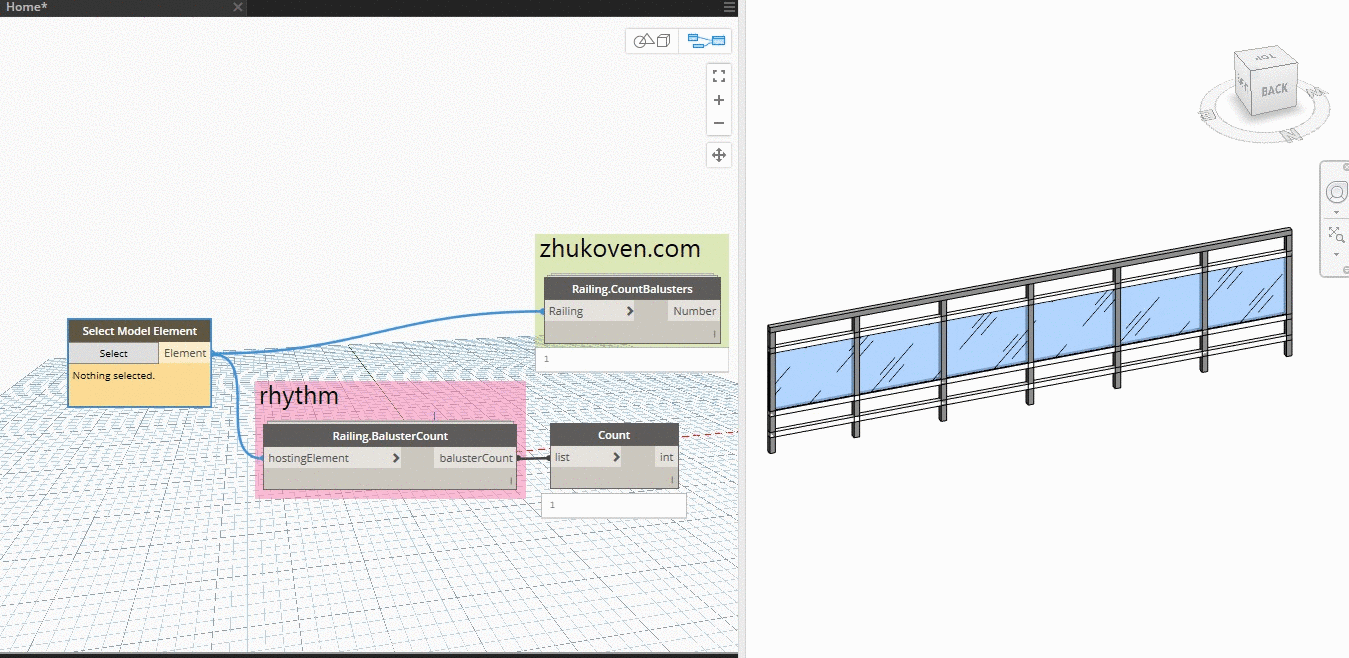 Home*
zhukoven.com
Railing.CountBalusters
Railing > Number
1
Select Model Element
Select Element
Nothing selected.
rhythm
Railing.BalusterCount
hostingElement > balusterCount
Count
list > int
1
TOP
BACK